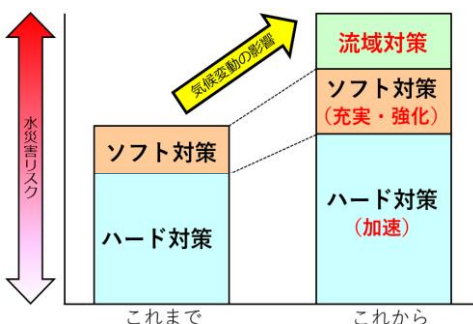 水災害リスク
気候変動の影響
ソフト対策
ハード対策
これまで
流域対策
ソフト対策
（充実・強化）
ハード対策
（加速）
これから